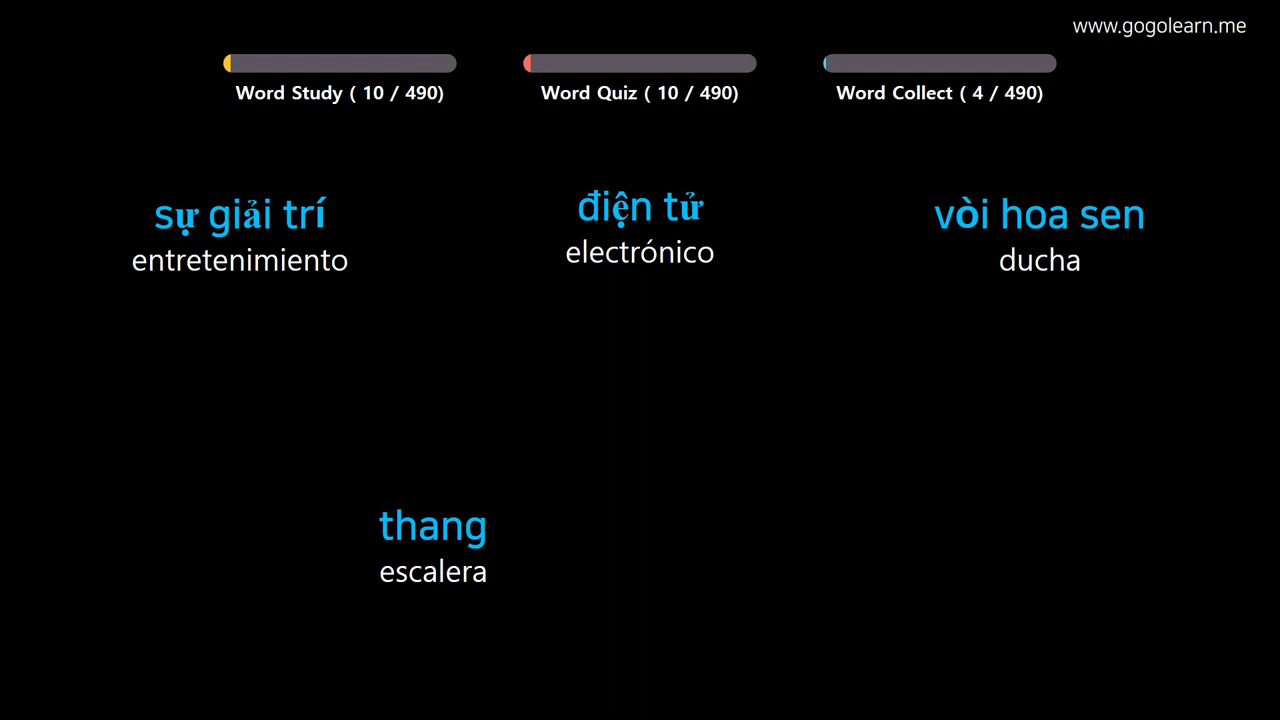 www.gogolearn.me
Word Study ( 10 / 490)
Word Quiz ( 10 / 490)
Word Collect ( 4 / 490)
sự giải trí
entretenimiento
điện tử
electrónico
vòi hoa sen
ducha
thang
escalera